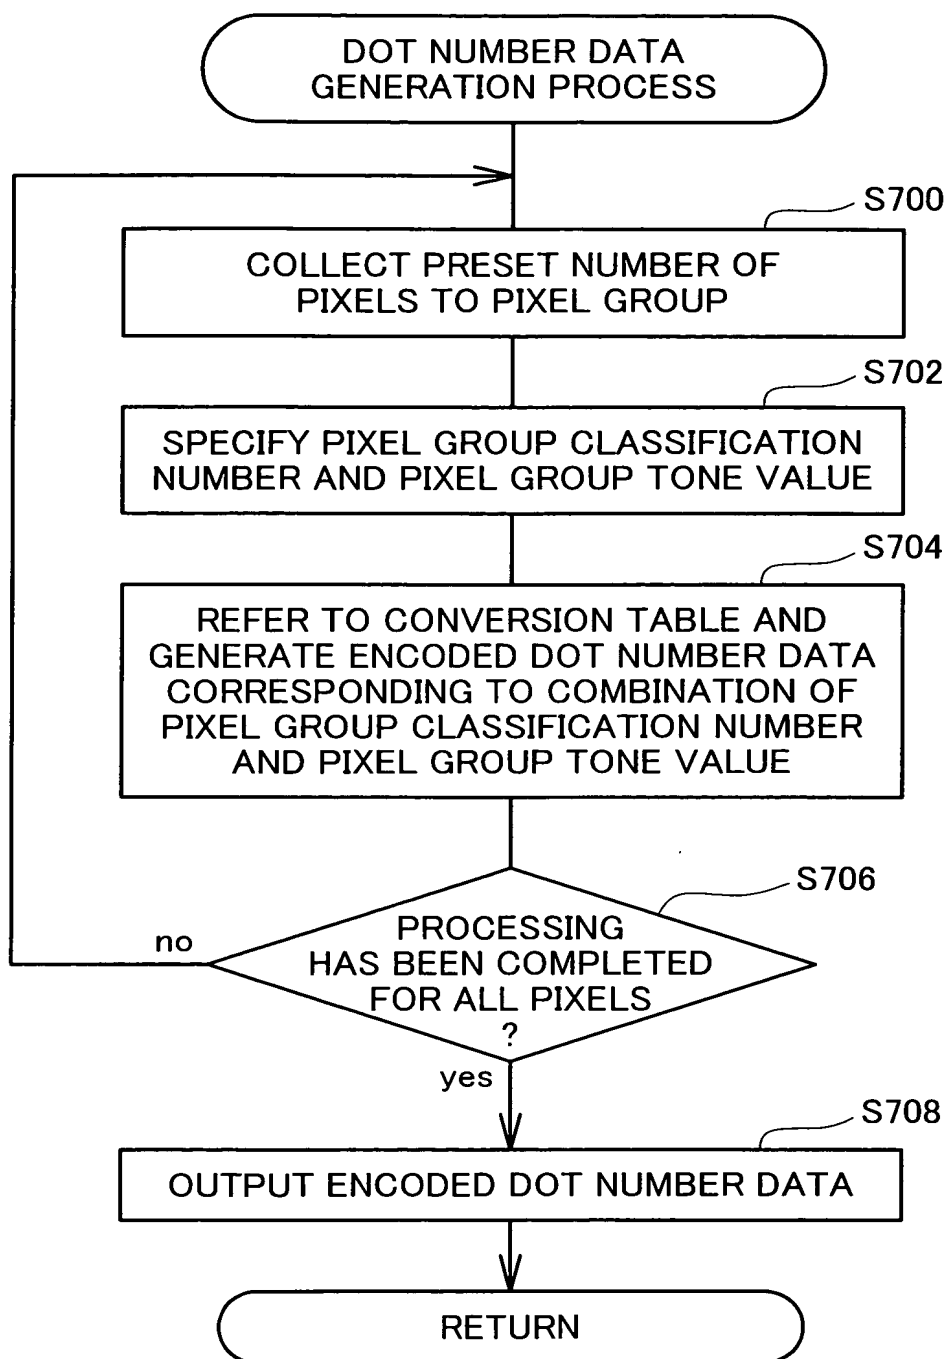 DOT NUMBER DATA
GENERATION PROCESS
S700
COLLECT PRESET NUMBER OF
PIXELS TO PIXEL GROUP
S702
SPECIFY PIXEL GROUP CLASSIFICATION
NUMBER AND PIXEL GROUP TONE VALUE
S704
REFER TO CONVERSION TABLE AND
GENERATE ENCODED DOT NUMBER DATA
CORRESPONDING TO COMBINATION OF
PIXEL GROUP CLASSIFICATION NUMBER
AND PIXEL GROUP TONE VALUE
S706
no
PROCESSING
HAS BEEN COMPLETED
FOR ALL PIXELS
?
yes
S708
OUTPUT ENCODED DOT NUMBER DATA
RETURN